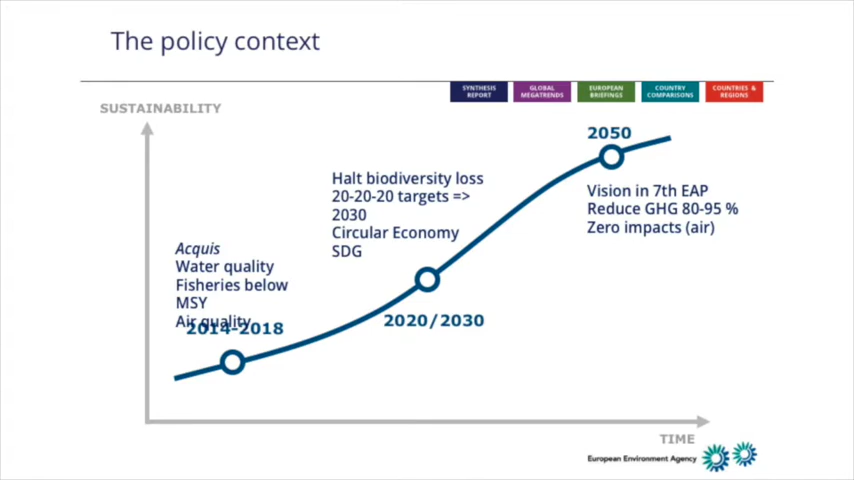 The policy context
SYNTHESIS
REPORT
GLOBAL
MEGATRENDS
EUROPEAN
BRIEFINGS
COUNTRY
COMPARISONS
COUNTRIES &
REGIONS
SUSTAINABILITY
2050
Vision in 7th EAP
Reduce GHG 80-95 %
Zero impacts (air)
Halt biodiversity loss
20-20-20 targets =>
2030
Circular Economy
SDG
2020/2030
Acquis
Water quality
Fisheries below
MSY
Air quality
2014-2018
TIME
European Environment Agency